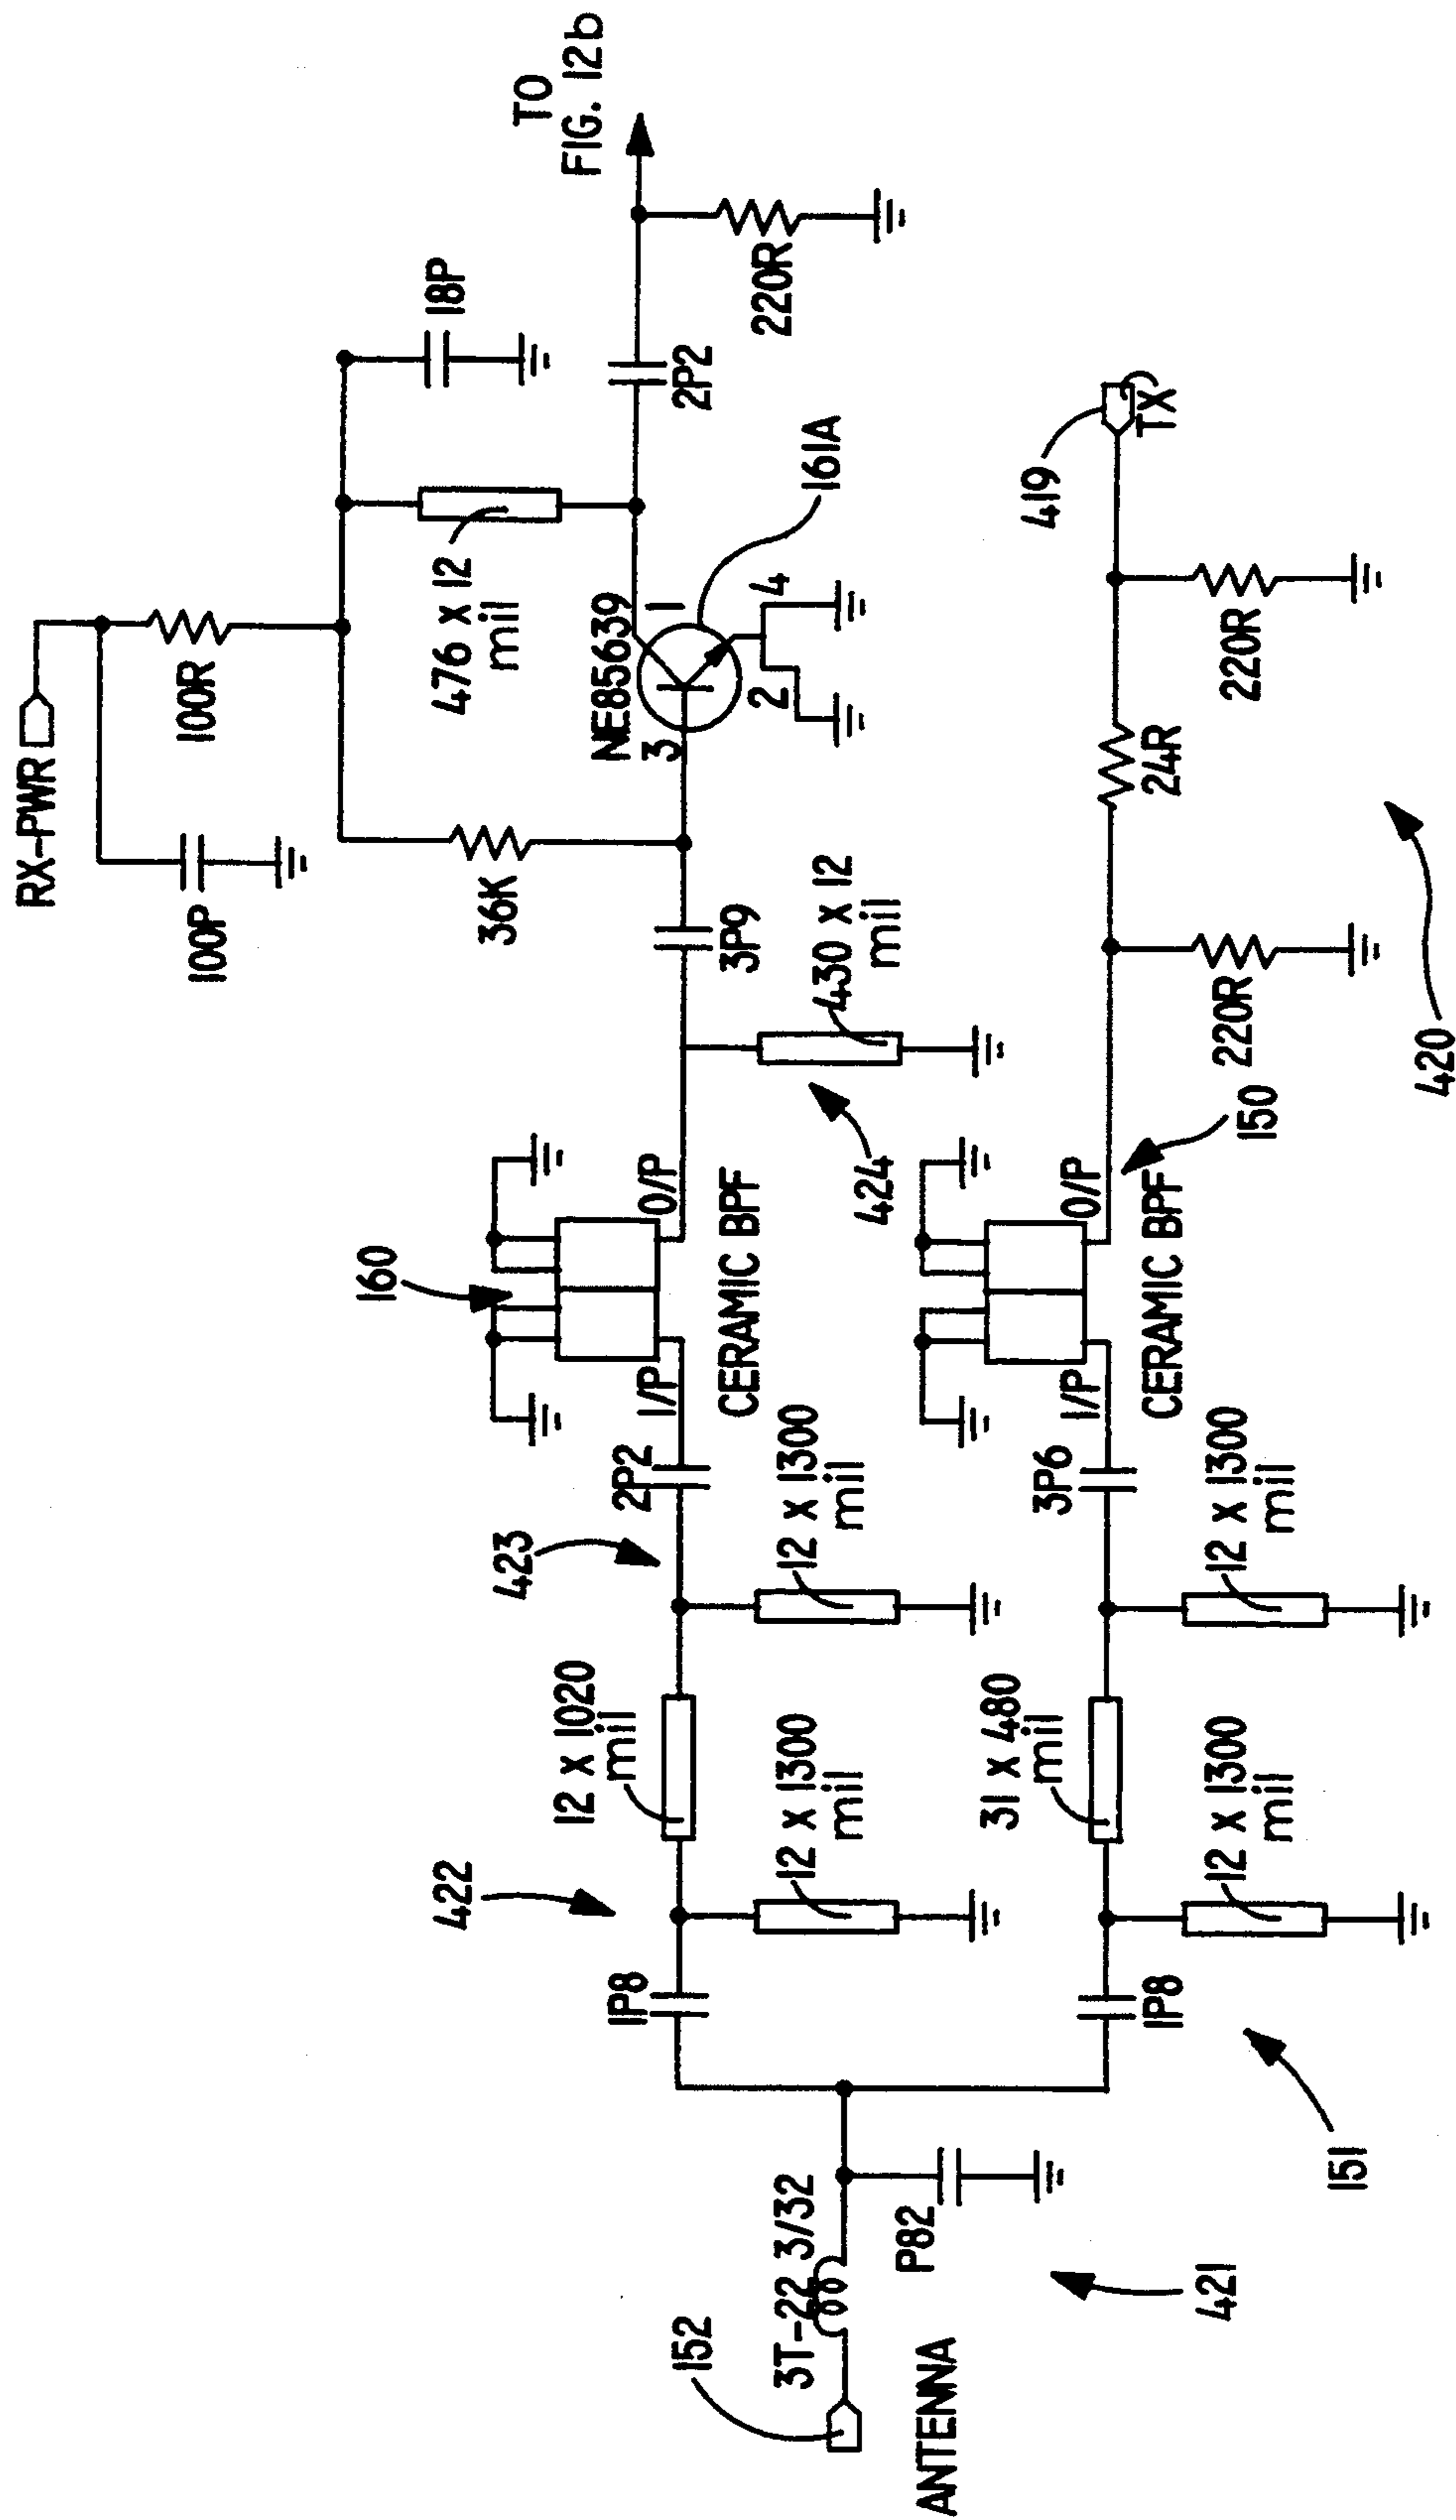 RX-PWR
100P
100R
36K
18P
476 x 12
mil
TO
FIG. 12b
NE85639
3
1
2
4
161A
2P2
220R
3P9
430 x 12
mil
424
160
I/P
O/P
CERAMIC BPF
2P2
423
12 x 1300
mil
12 x 1020
mil
422
12 x 1300
mil
1P8
152
3T-22 3/32
ANTENNA
P82
421
151
1P8
31 x 480
mil
12 x 1300
mil
12 x 1300
mil
3P6
I/P
O/P
CERAMIC BPF
150
220R
24R
220R
419
TX
420